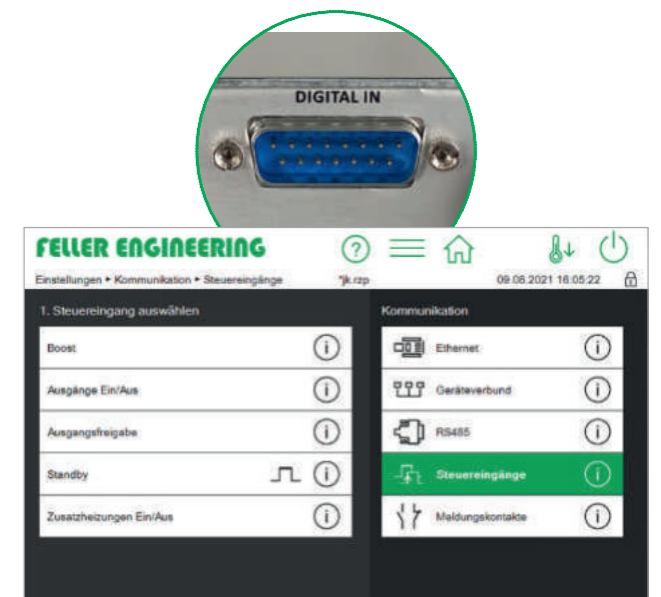 DIGITAL IN
FELLER ENGINEERING
?
Einstellungen ▸ Kommunikation ▸ Steuereingänge
*jk.rzp
09.08.2021 16:05:22
1. Steuereingang auswählen
Boost
Ausgänge Ein/Aus
Ausgangsfreigabe
Standby
Zusatzheizungen Ein/Aus
Kommunikation
Ethernet
Geräteverbund
RS485
Steuereingänge
Meldungskontakte